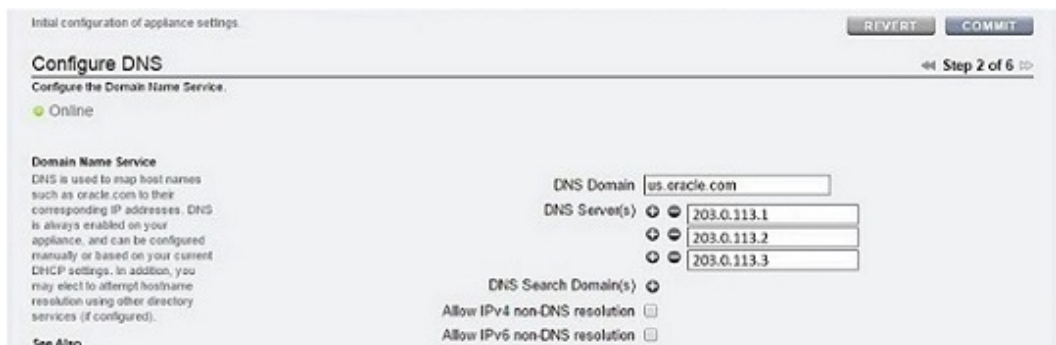 Initial configuration of appliance settings.
REVERT COMMIT
Configure DNS
Step 2 of 6
Configure the Domain Name Service.
Online
Domain Name Service
DNS is used to map host names
such as oracle.com to their
corresponding IP addresses. DNS
is always enabled on your
appliance, and can be configured
manually or based on your current
DHCP settings. In addition, you
may elect to attempt hostname
resolution using other directory
services (if configured).
See Also
DNS Domain us.oracle.com
DNS Server(s) 203.0.113.1
203.0.113.2
203.0.113.3
DNS Search Domain(s)
Allow IPv4 non-DNS resolution
Allow IPv6 non-DNS resolution